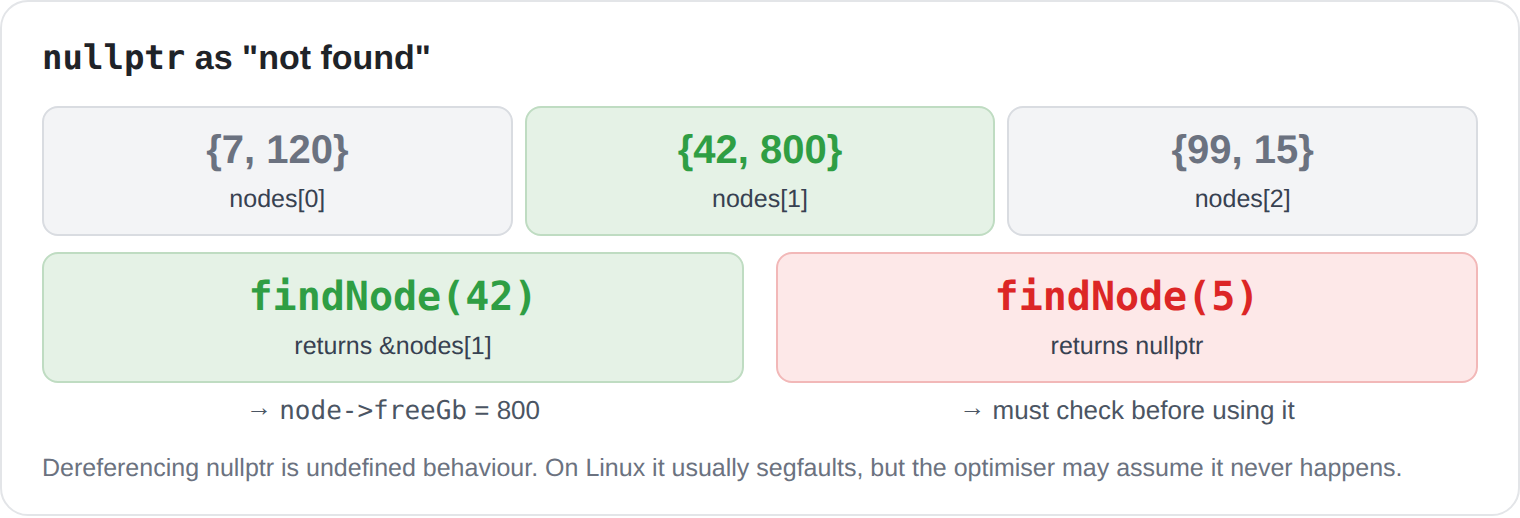 nullptr as "not found"
{7, 120}
nodes[0]
{42, 800}
nodes[1]
{99, 15}
nodes[2]
findNode(42)
returns &nodes[1]
findNode(5)
returns nullptr
→ node->freeGb = 800
→ must check before using it
Dereferencing nullptr is undefined behaviour. On Linux it usually segfaults, but the optimiser may assume it never happens.